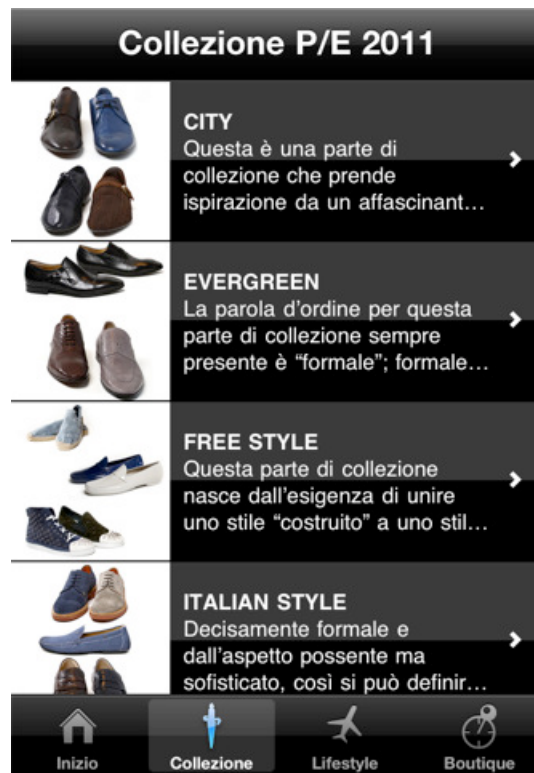 Collezione P/E 2011
CITY
Questa è una parte di
collezione che prende
ispirazione da un affascinant...
EVERGREEN
La parola d'ordine per questa
parte di collezione sempre
presente è “formale”; formale...
FREE STYLE
Questa parte di collezione
nasce dall'esigenza di unire
uno stile “costruito” a uno stil...
ITALIAN STYLE
Decisamente formale e
dall'aspetto possente ma
sofisticato, così si può definir...
Inizio Collezione Lifestyle Boutique